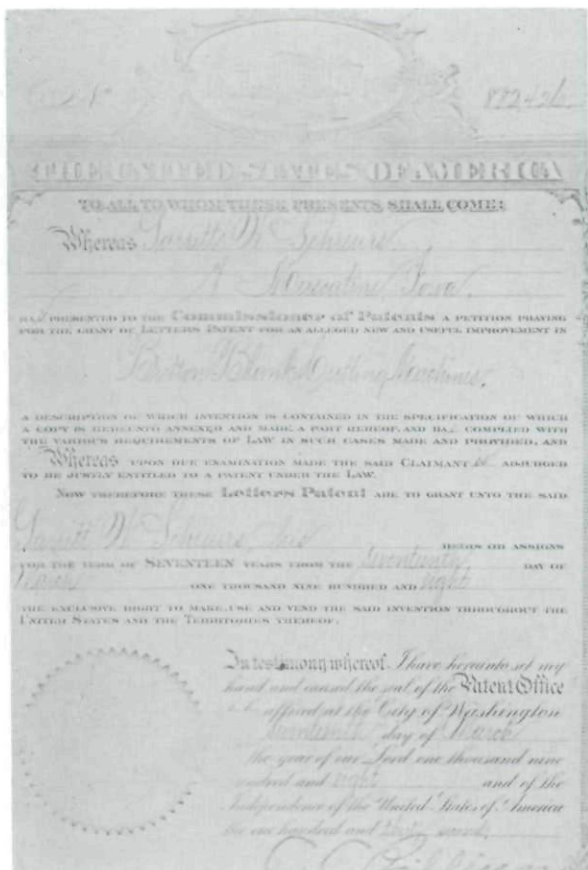 No
882426
THE UNITED STATES OF AMERICA
TO ALL TO WHOM THESE PRESENTS SHALL COME:
Whereas Garritt W. Schreurs
of Muscatine Iowa.
HAS PRESENTED TO THE Commissioner of Patents A PETITION PRAYING
FOR THE GRANT OF LETTERS PATENT FOR AN ALLEGED NEW AND USEFUL IMPROVEMENT IN
Button Blank Cutting Machines.
A DESCRIPTION OF WHICH INVENTION IS CONTAINED IN THE SPECIFICATION OF WHICH
A COPY IS HEREUNTO ANNEXED AND MADE A PART HEREOF, AND HAS COMPLIED WITH
THE VARIOUS REQUIREMENTS OF LAW IN SUCH CASES MADE AND PROVIDED, AND
Whereas UPON DUE EXAMINATION MADE THE SAID CLAIMANT is ADJUDGED
TO BE JUSTLY ENTITLED TO A PATENT UNDER THE LAW.
NOW THEREFORE THESE Letters Patent ARE TO GRANT UNTO THE SAID
Garritt W. Schreurs, his HEIRS OR ASSIGNS
FOR THE TERM OF SEVENTEEN YEARS FROM THE seventeenth DAY OF
March ONE THOUSAND NINE HUNDRED AND eight
THE EXCLUSIVE RIGHT TO MAKE, USE AND VEND THE SAID INVENTION THROUGHOUT THE
UNITED STATES AND THE TERRITORIES THEREOF.
In testimony whereof I have hereunto set my
hand and caused the seal of the Patent Office
to be affixed at the City of Washington
seventeenth day of March
the year of our Lord one thousand nine
hundred and eight and of the
Independence of the United States of America
the one hundred and thirty second.